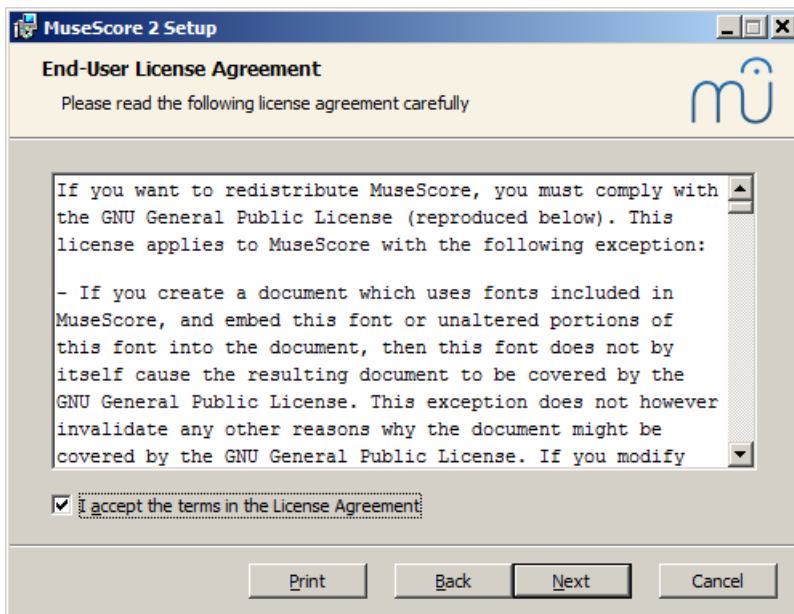 MuseScore 2 Setup
End-User License Agreement
Please read the following license agreement carefully
If you want to redistribute MuseScore, you must comply with
the GNU General Public License (reproduced below). This
license applies to MuseScore with the following exception:
- If you create a document which uses fonts included in
MuseScore, and embed this font or unaltered portions of
this font into the document, then this font does not by
itself cause the resulting document to be covered by the
GNU General Public License. This exception does not however
invalidate any other reasons why the document might be
covered by the GNU General Public License. If you modify
I accept the terms in the License Agreement
Print Back Next Cancel